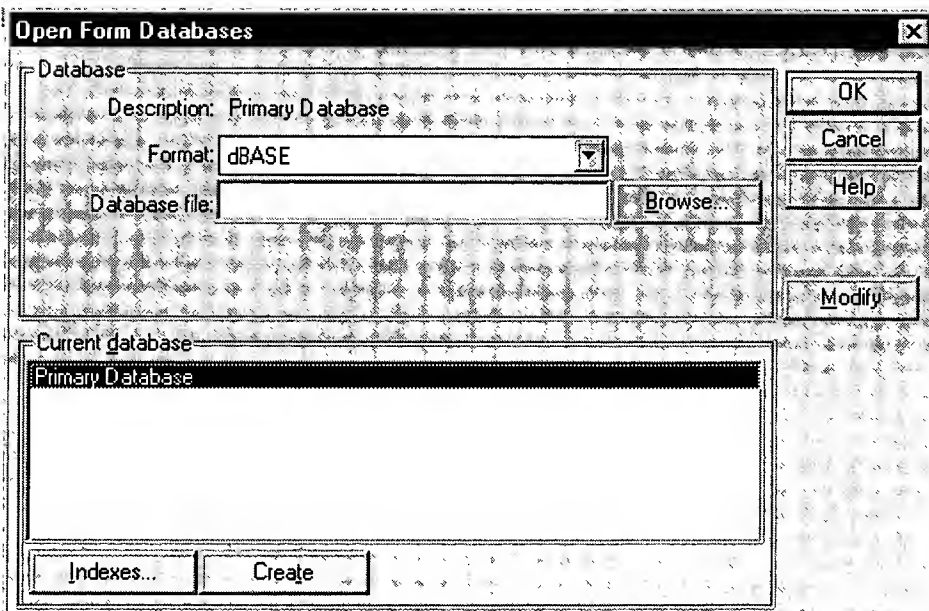 Open Form Databases
Database
Description: Primary Database
Format: dBASE
Database file:
Browse...
OK
Cancel
Help
Modify
Current database
Primary Database
Indexes...
Create